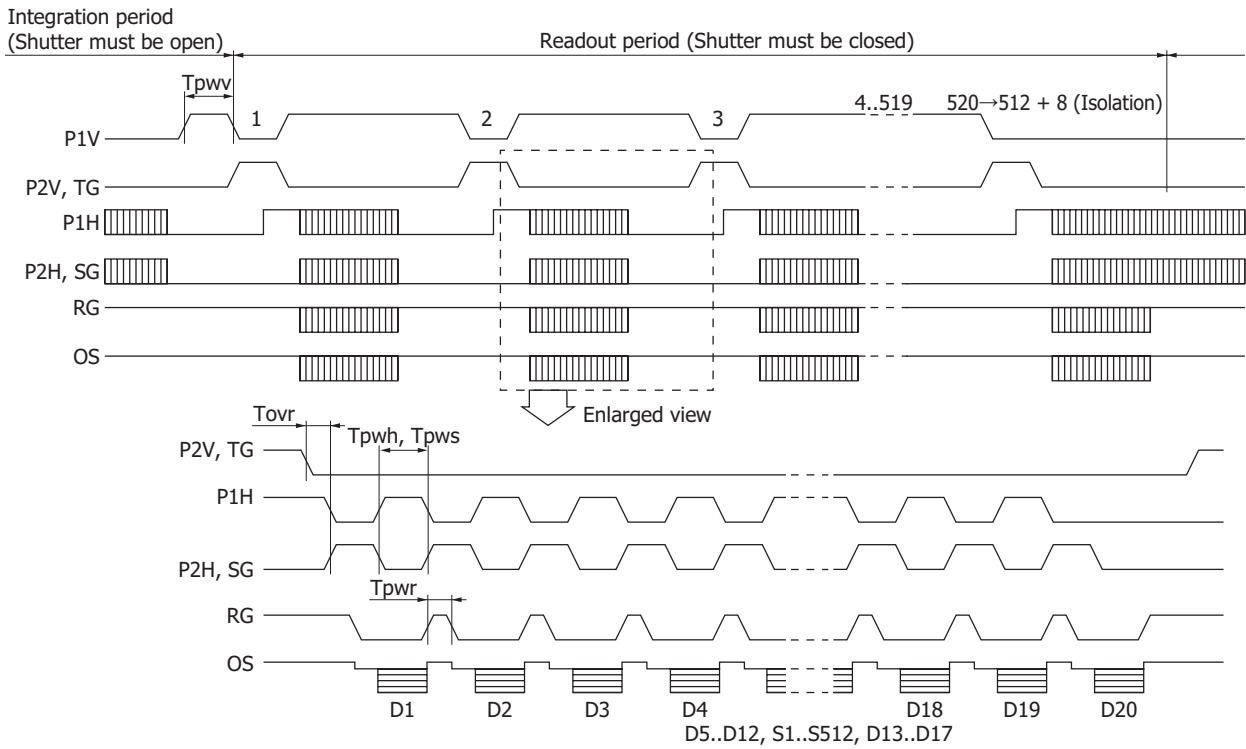 Integration period
(Shutter must be open)
Readout period (Shutter must be closed)
Tpwv
1
2
3
4..519
520→512 + 8 (Isolation)
P1V
P2V, TG
P1H
P2H, SG
RG
OS
Enlarged view
Tovr
Tpwh, Tpws
P2V, TG
P1H
P2H, SG
Tpwr
RG
OS
D1
D2
D3
D4
D18
D19
D20
D5..D12, S1..S512, D13..D17